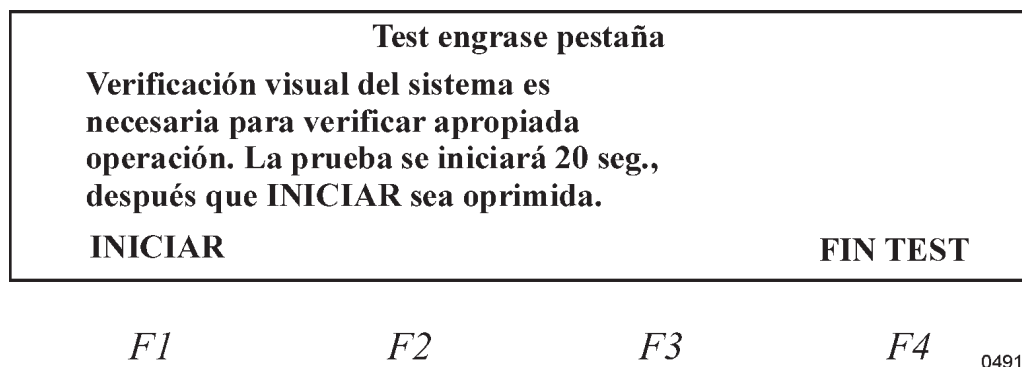 Test engrase pestaña
Verificación visual del sistema es
necesaria para verificar apropiada
operación. La prueba se iniciará 20 seg.,
después que INICIAR sea oprimida.
INICIAR FIN TEST
F1 F2 F3 F4
0491